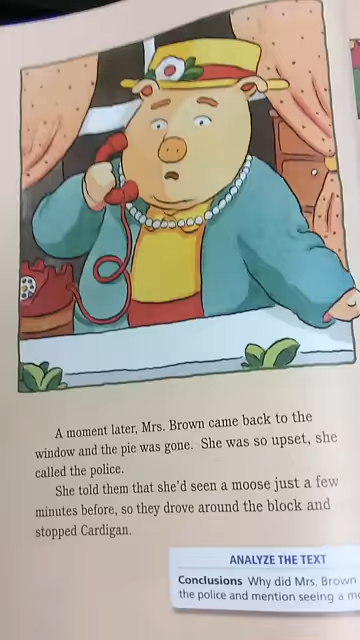 A moment later, Mrs. Brown came back to the
window and the pie was gone. She was so upset, she
called the police.
She told them that she'd seen a moose just a few
minutes before, so they drove around the block and
stopped Cardigan.
ANALYZE THE TEXT
Conclusions Why did Mrs. Brown
the police and mention seeing a